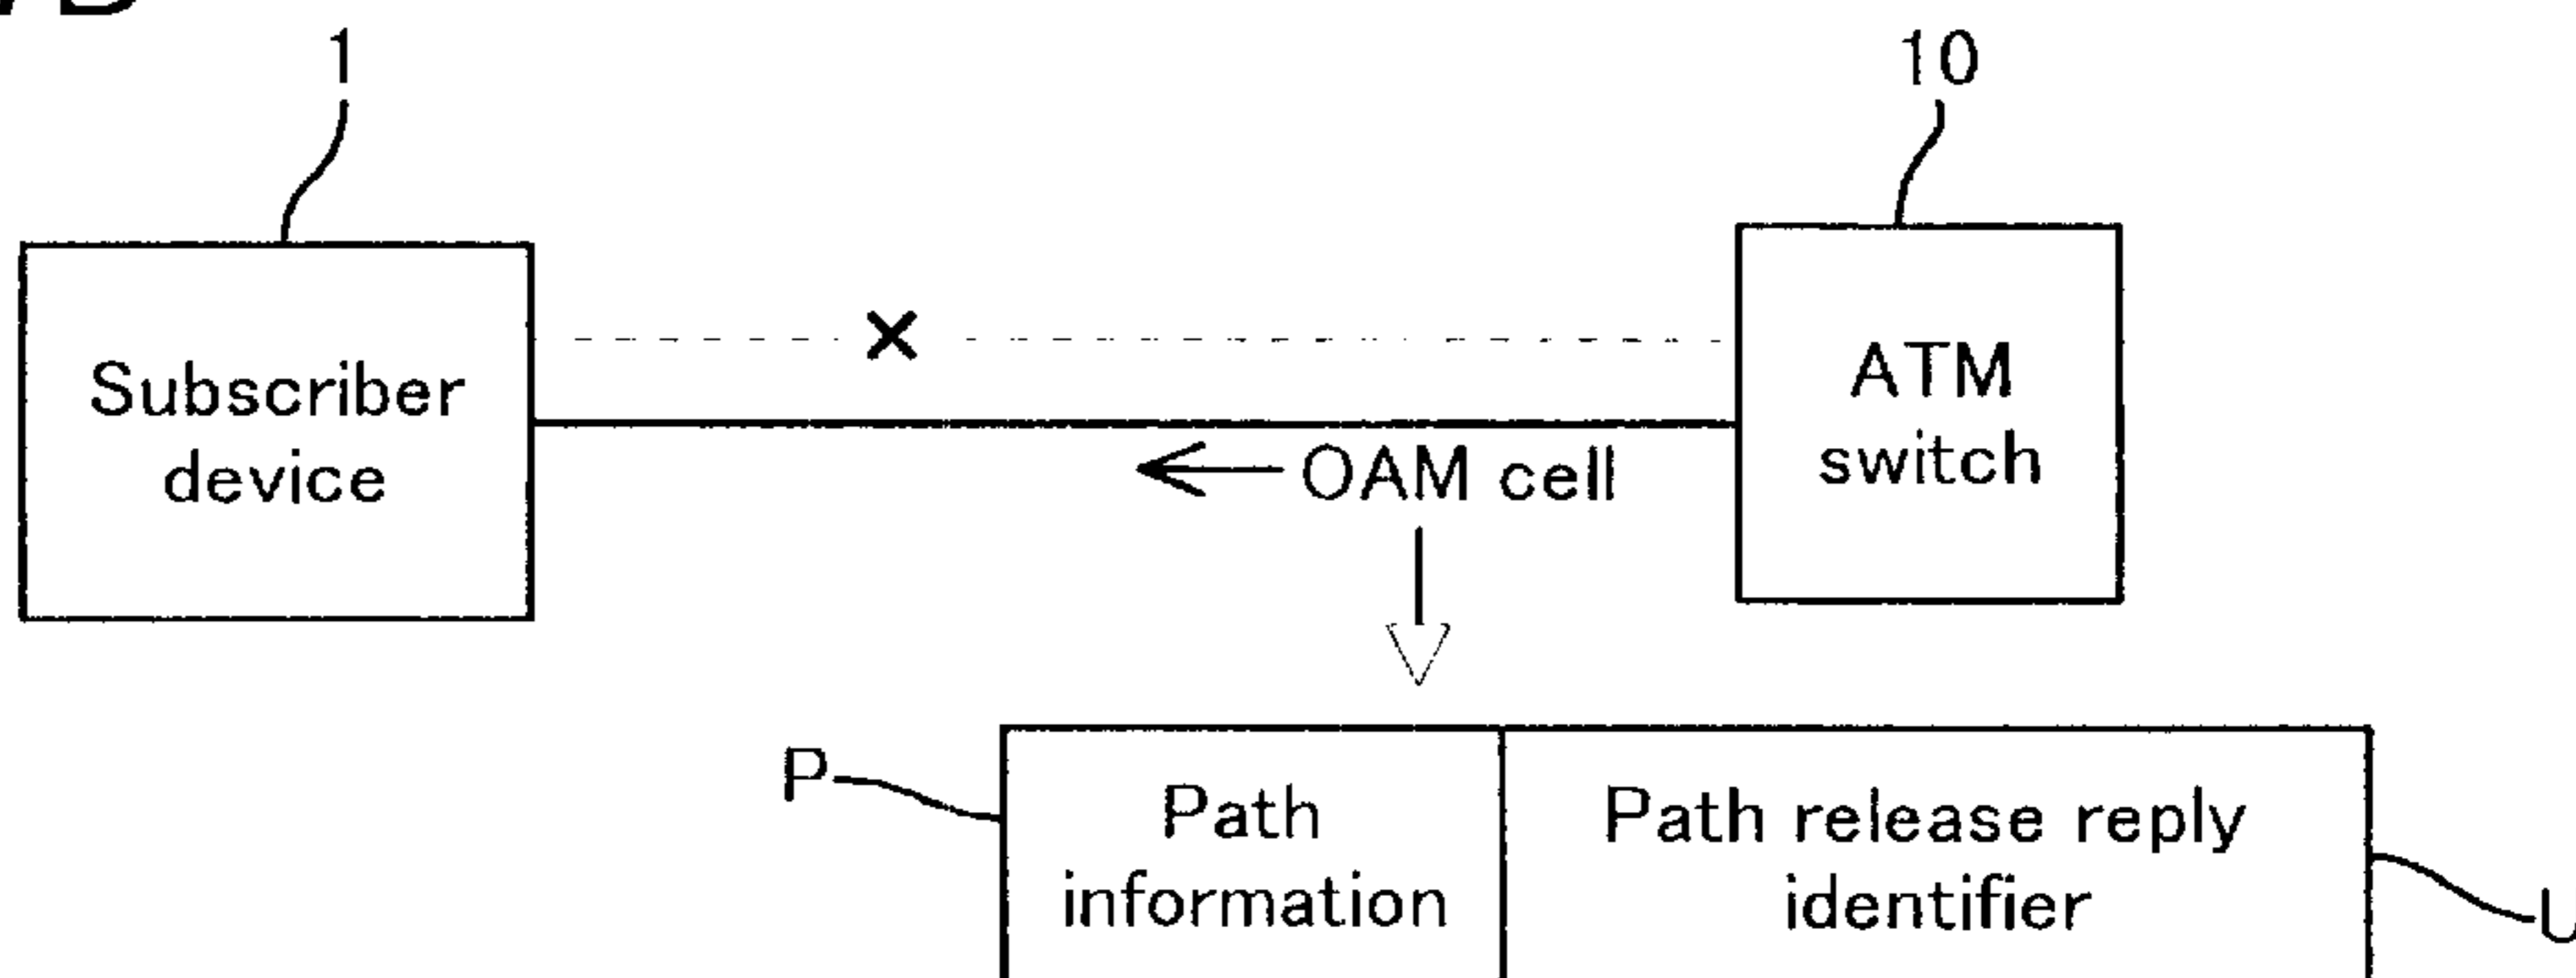 1
10
Subscriber
device
ATM
switch
OAM cell
P
Path
information
Path release reply
identifier
U